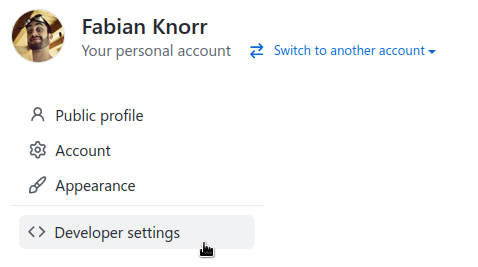 Fabian Knorr
Your personal account Switch to another account
Public profile
Account
Appearance
Developer settings